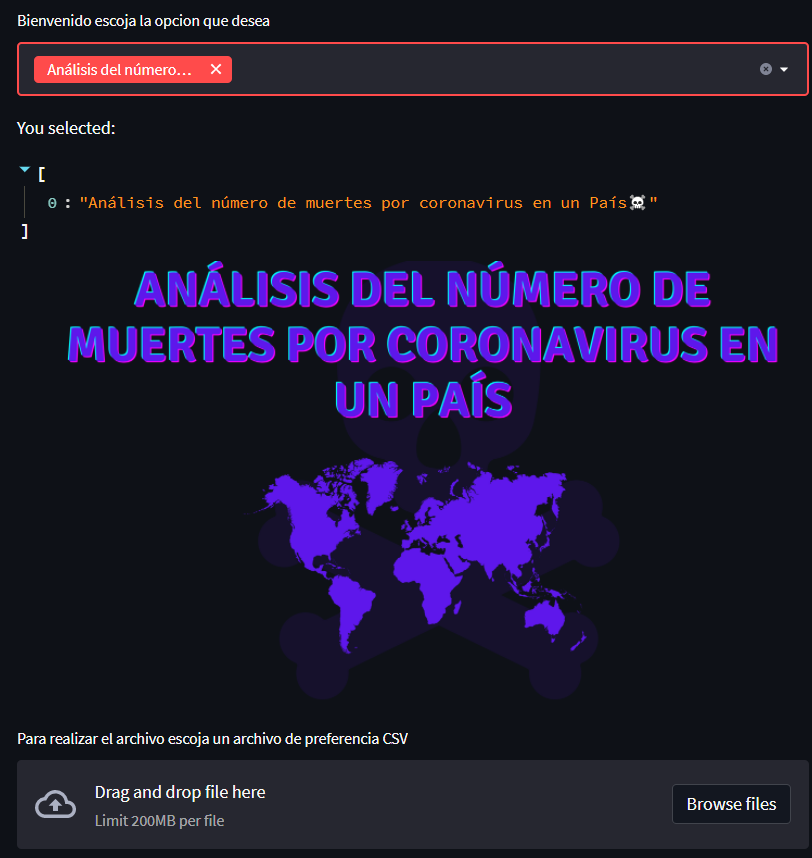 Bienvenido escoja la opcion que desea
Análisis del número...
You selected:
[
0 : "Análisis del número de muertes por coronavirus en un País☠️"
]
ANÁLISIS DEL NÚMERO DE
MUERTES POR CORONAVIRUS EN
UN PAÍS
Para realizar el archivo escoja un archivo de preferencia CSV
Drag and drop file here
Limit 200MB per file
Browse files